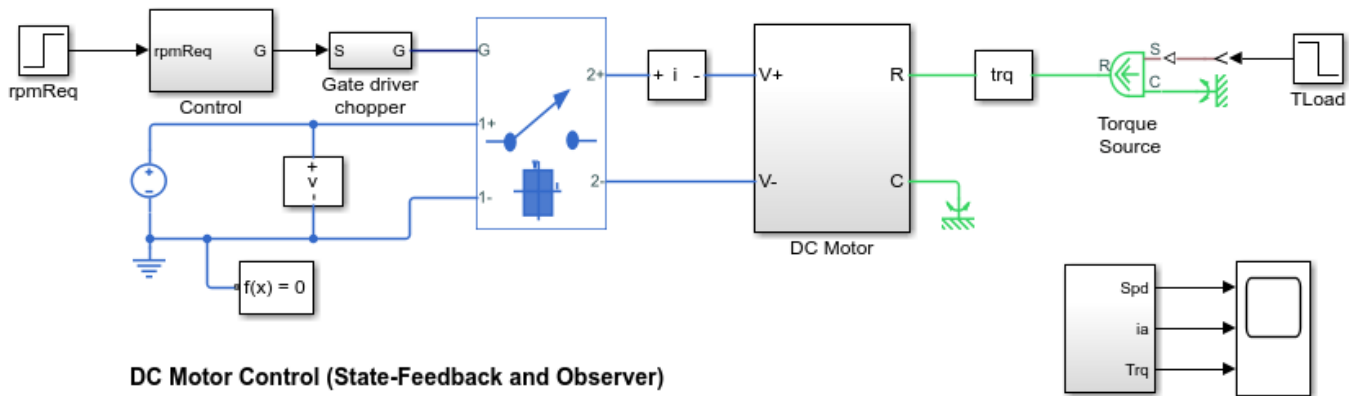 rpmReq
rpmReq
G
Control
S
G
Gate driver
chopper
G
1+
1-
2+
2-
+ i -
+
v
-
+
-
f(x) = 0
V+
V-
R
C
DC Motor
trq
R
S
C
Torque
Source
TLoad
Spd
ia
Trq
DC Motor Control (State-Feedback and Observer)